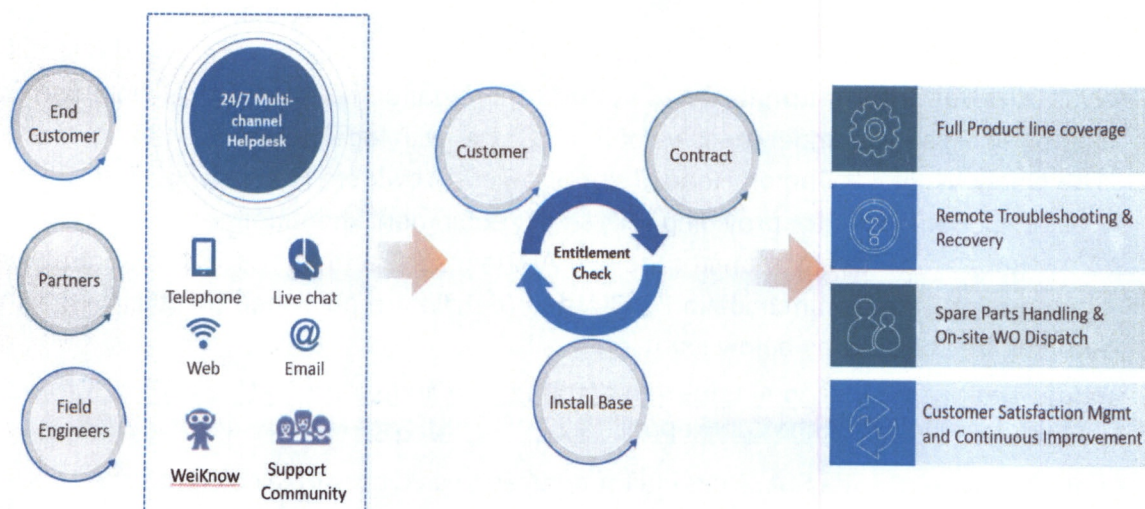 End
Customer
Partners
Field
Engineers
24/7 Multi-
channel
Helpdesk
Telephone
Live chat
Web
Email
WeiKnow
Support
Community
Customer
Contract
Entitlement
Check
Install Base
Full Product line coverage
Remote Troubleshooting &
Recovery
Spare Parts Handling &
On-site WO Dispatch
Customer Satisfaction Mgmt
and Continuous Improvement